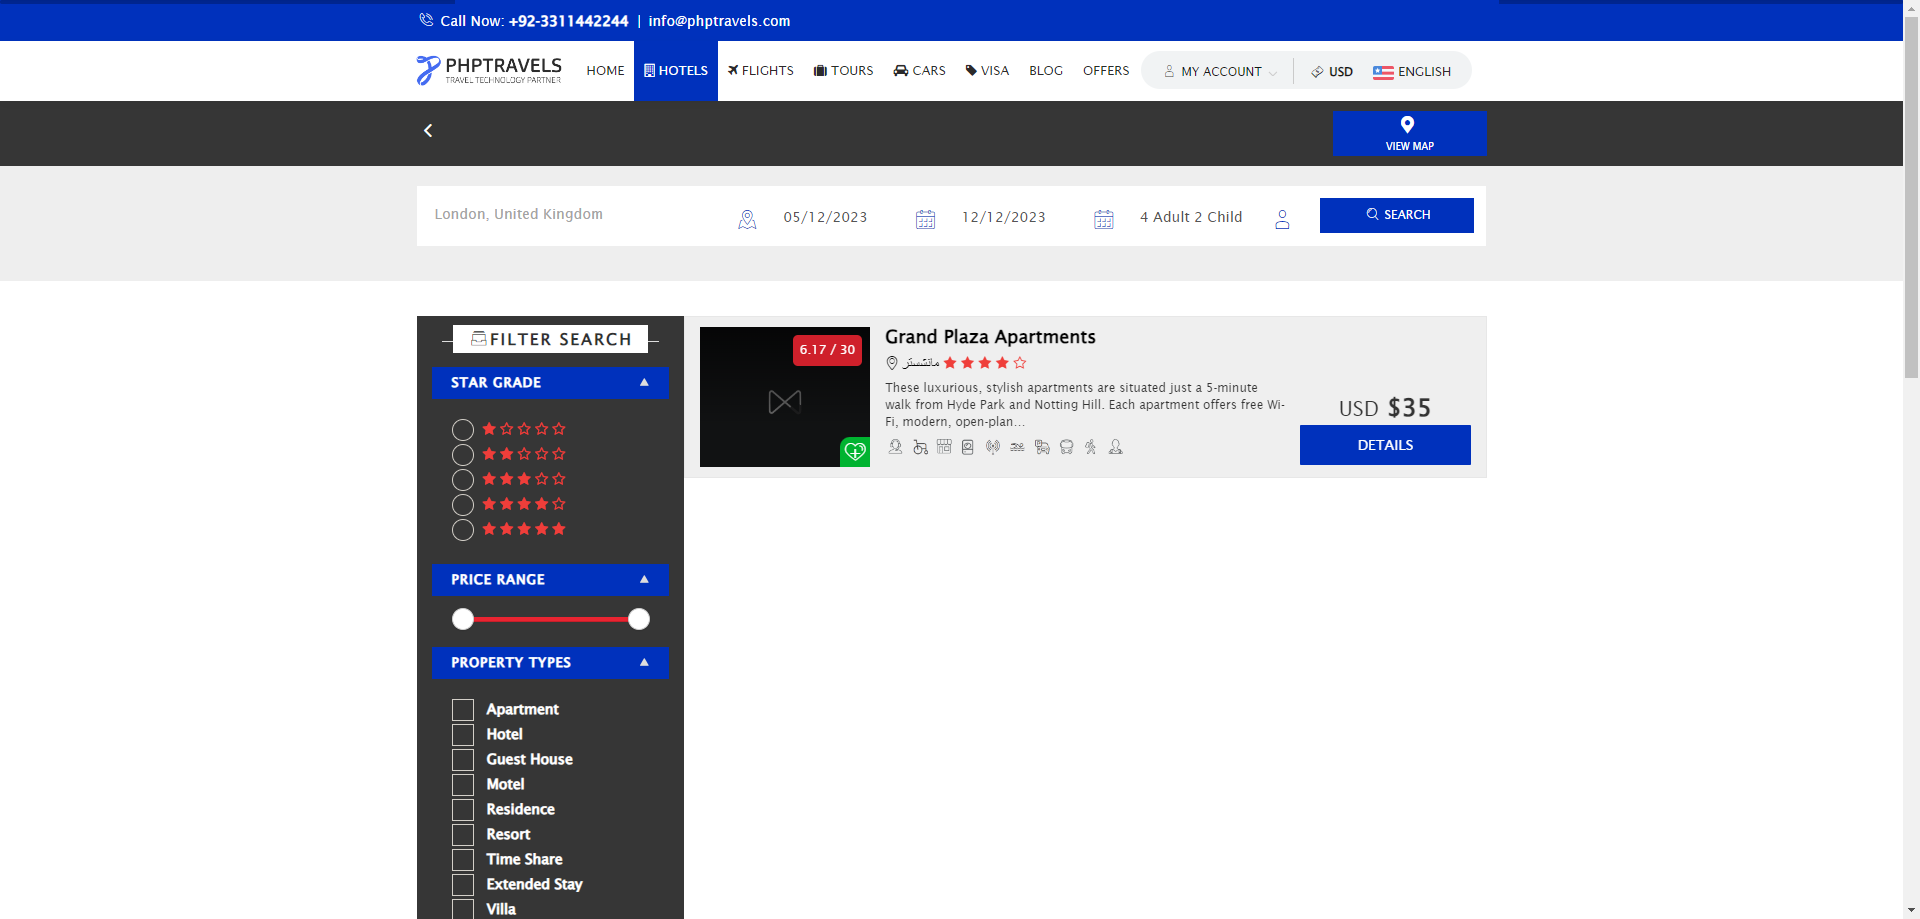 Call Now: +92-3311442244 | info@phptravels.com
PHPTRAVELS
TRAVEL TECHNOLOGY PARTNER
HOME
HOTELS
FLIGHTS
TOURS
CARS
VISA
BLOG
OFFERS
MY ACCOUNT
USD
ENGLISH
VIEW MAP
London, United Kingdom
05/12/2023
12/12/2023
4 Adult 2 Child
SEARCH
FILTER SEARCH
STAR GRADE
PRICE RANGE
PROPERTY TYPES
Apartment
Hotel
Guest House
Motel
Residence
Resort
Time Share
Extended Stay
Villa
6.17 / 30
Grand Plaza Apartments
مانشستر
These luxurious, stylish apartments are situated just a 5-minute
walk from Hyde Park and Notting Hill. Each apartment offers free Wi-
Fi, modern, open-plan...
USD $35
DETAILS